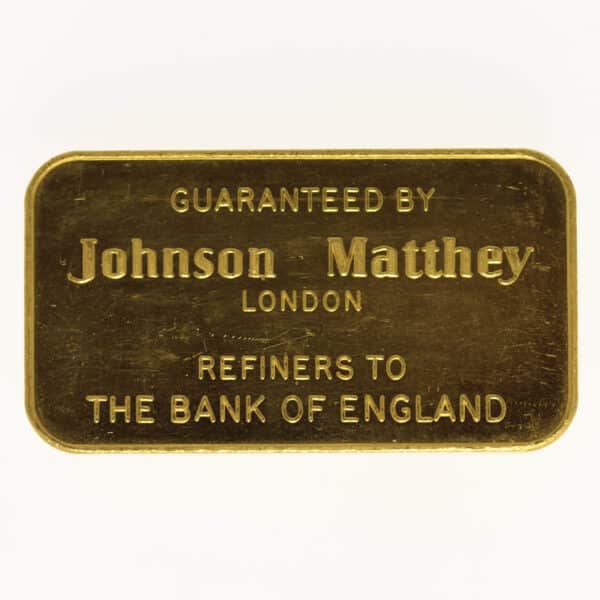 GUARANTEED BY
Johnson Matthey
LONDON
REFINERS TO
THE BANK OF ENGLAND